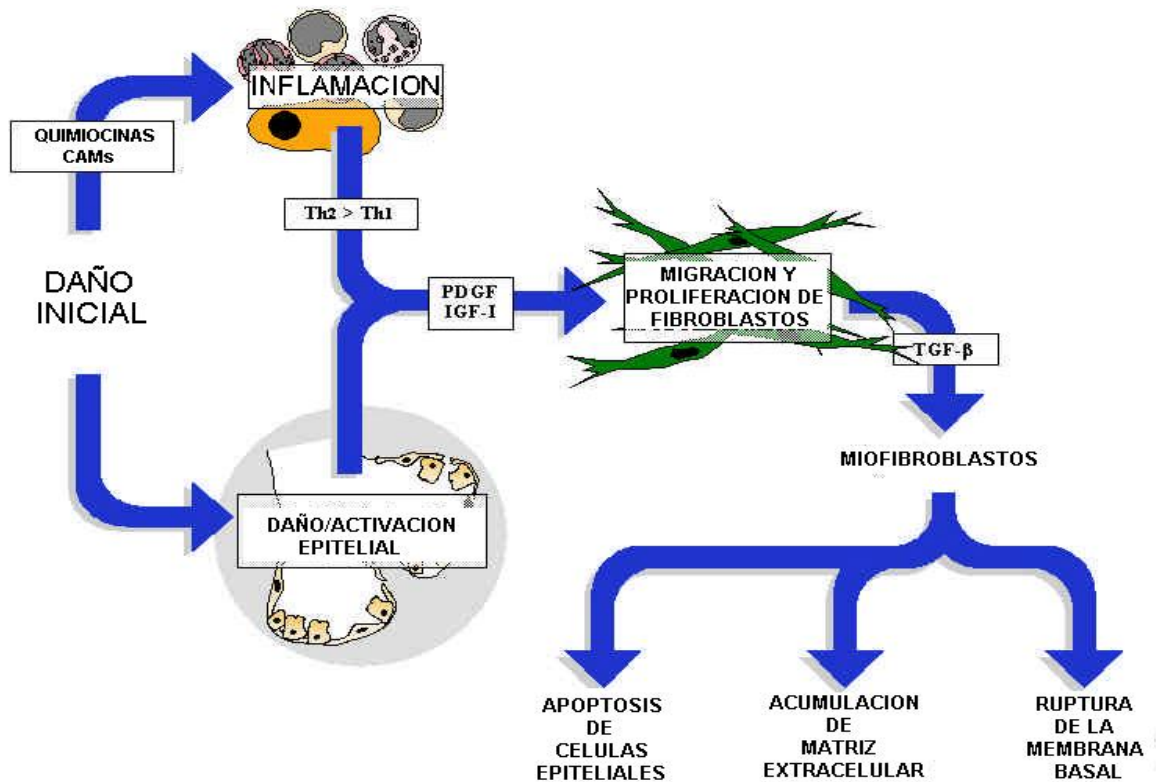 INFLAMACION
QUIMIOCINAS
CAMs
Th2 > Th1
DAÑO
INICIAL
PDGF
IGF-I
MIGRACION Y
PROLIFERACION DE
FIBROBLASTOS
TGF-β
MIOFIBROBLASTOS
DAÑO/ACTIVACION
EPITELIAL
APOPTOSIS
DE
CELULAS
EPITELIALES
ACUMULACION
DE
MATRIZ
EXTRACELULAR
RUPTURA
DE LA
MEMBRANA
BASAL